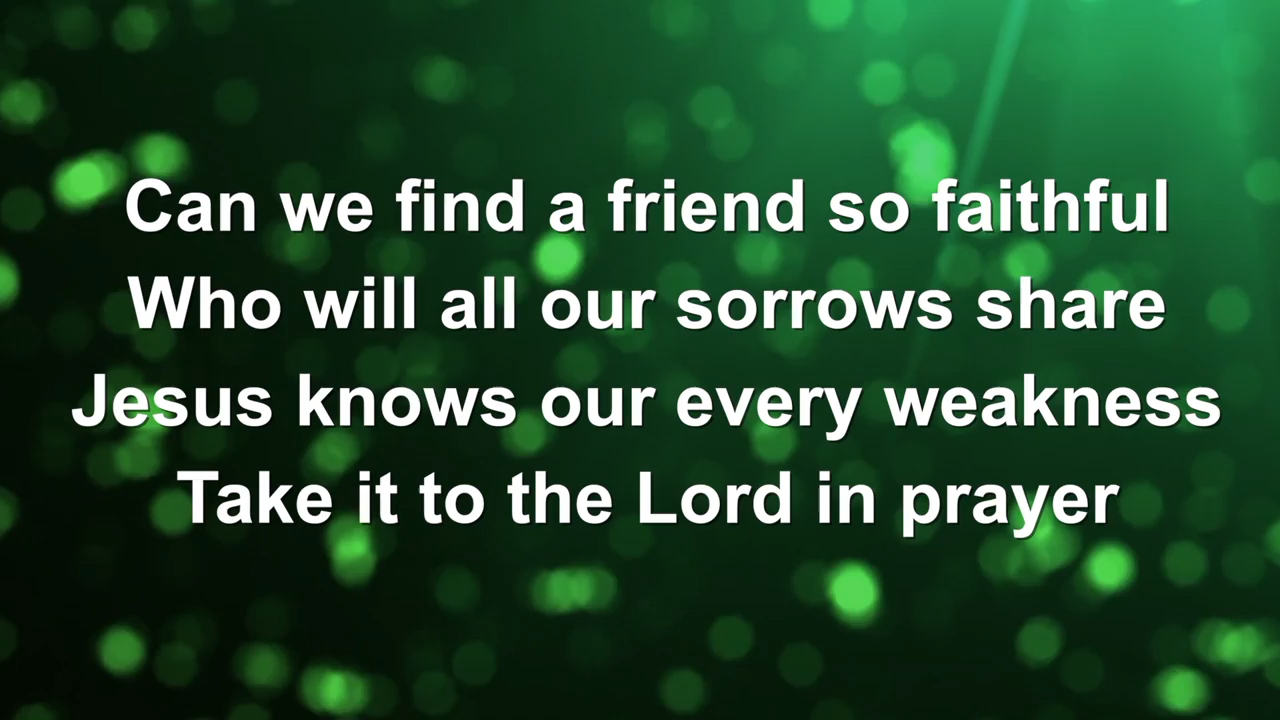 Can we find a friend so faithful
Who will all our sorrows share
Jesus knows our every weakness
Take it to the Lord in prayer